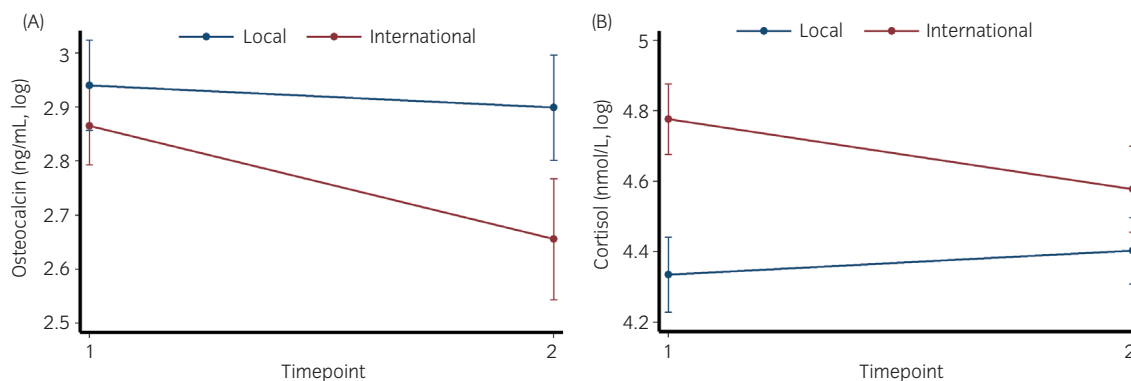 (A)
Local
International
Osteocalcin (ng/mL, log)
3
2.9
2.8
2.7
2.6
2.5
1
2
Timepoint
(B)
Local
International
Cortisol (nmol/L, log)
5
4.8
4.6
4.4
4.2
1
2
Timepoint